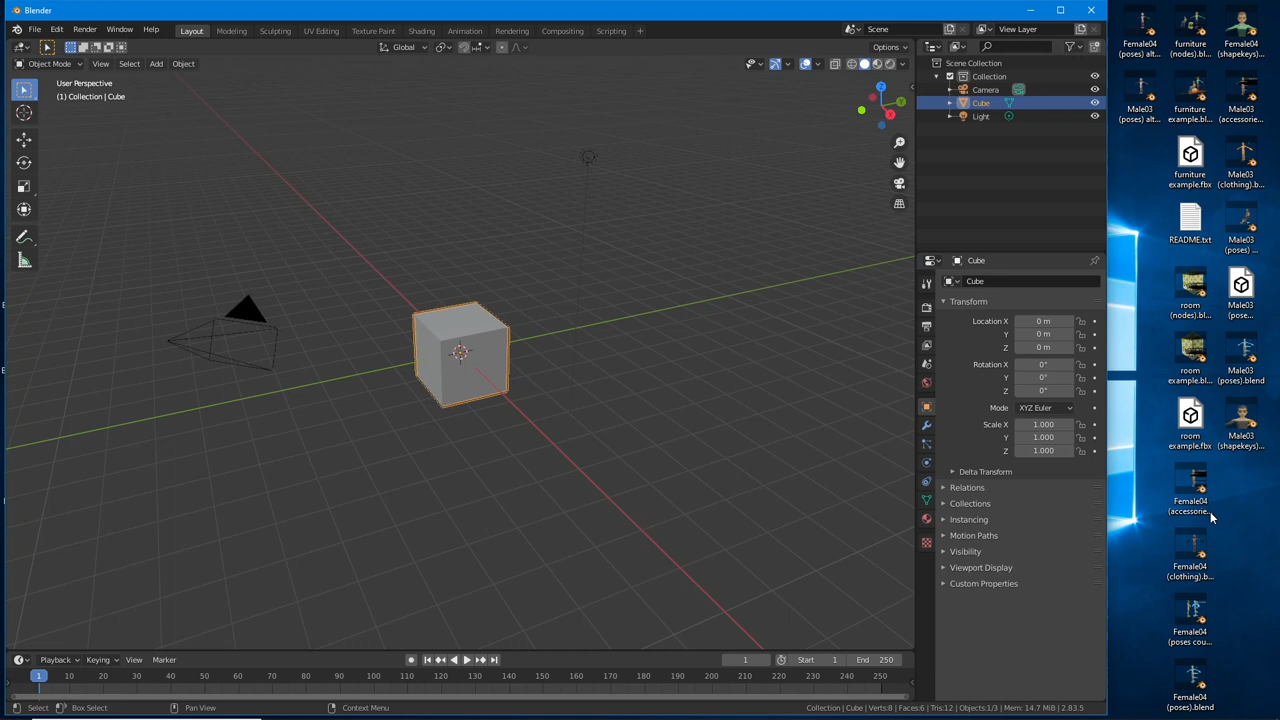 Blender
File Edit Render Window Help Layout Modeling Sculpting UV Editing Texture Paint Shading Animation Rendering Compositing Scripting + Scene View Layer
Global Options
Object Mode View Select Add Object
User Perspective
(1) Collection | Cube
Scene Collection
Collection
Camera
Cube
Light
Cube
Cube
Transform
Location X 0 m
Y 0 m
Z 0 m
Rotation X 0°
Y 0°
Z 0°
Mode XYZ Euler
Scale X 1.000
Y 1.000
Z 1.000
Delta Transform
Relations
Collections
Instancing
Motion Paths
Visibility
Viewport Display
Custom Properties
Playback Keying View Marker 1 Start 1 End 250
1 10 20 30 40 50 60 70 80 90 100 110 120 130 140 150 160 170 180 190 200 210 220 230 240 250
Select Box Select Pan View Context Menu Collection | Cube | Verts:8 | Faces:6 | Tris:12 | Objects:1/3 | Mem: 14.7 MiB | 2.83.5
Female04
(poses) alt...
furniture
(nodes).bl...
Female04
(shapekeys...
Male03
(poses) alt...
furniture
example.bl...
Male03
(accessorie...
furniture
example.fbx
Male03
(clothing).b...
README.txt
Male03
(poses) ...
room
(nodes).bl...
Male03
(pose...
room
example.bl...
Male03
(poses).blend
room
example.fbx
Male03
(shapekeys)...
Female04
(accessorie...
Female04
(clothing).b...
Female04
(poses cou...
Female04
(poses).blend